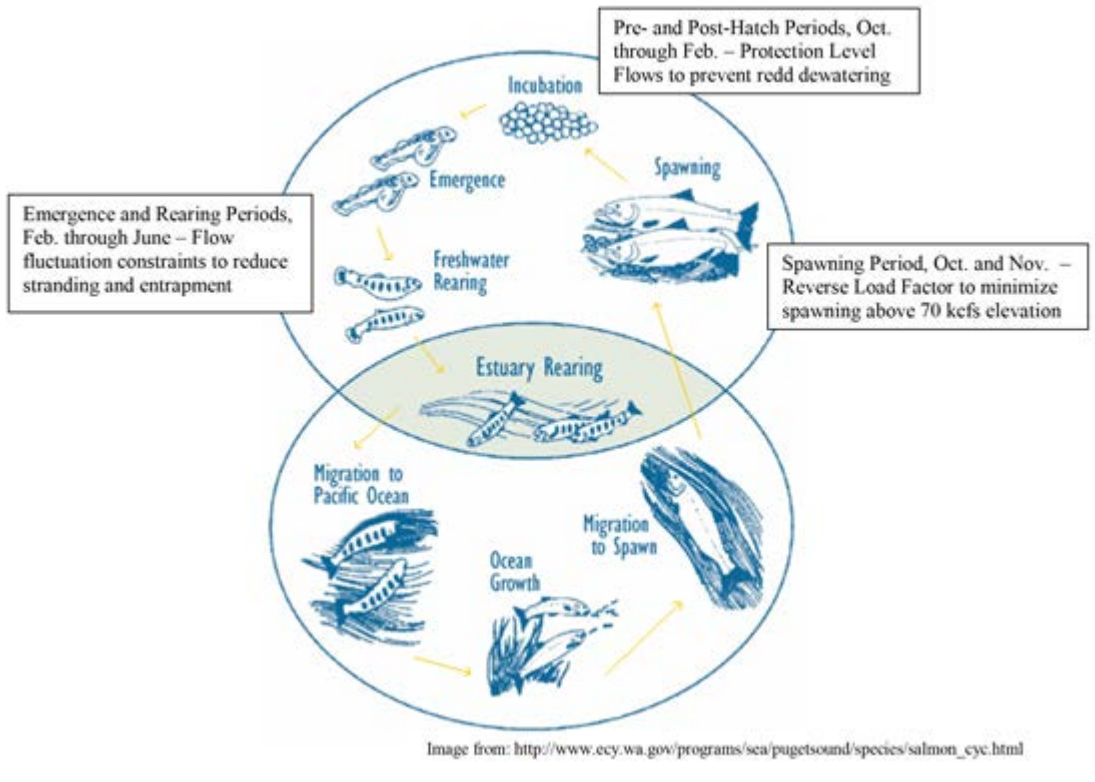 Pre- and Post-Hatch Periods, Oct.
through Feb. – Protection Level
Flows to prevent redd dewatering
Incubation
Emergence
Spawning
Emergence and Rearing Periods,
Feb. through June – Flow
fluctuation constraints to reduce
stranding and entrapment
Freshwater
Rearing
Spawning Period, Oct. and Nov. –
Reverse Load Factor to minimize
spawning above 70 kcfs elevation
Estuary Rearing
Migration to
Pacific Ocean
Migration
to Spawn
Ocean
Growth
Image from: http://www.ecy.wa.gov/programs/sea/pugetsound/species/salmon_cyc.html